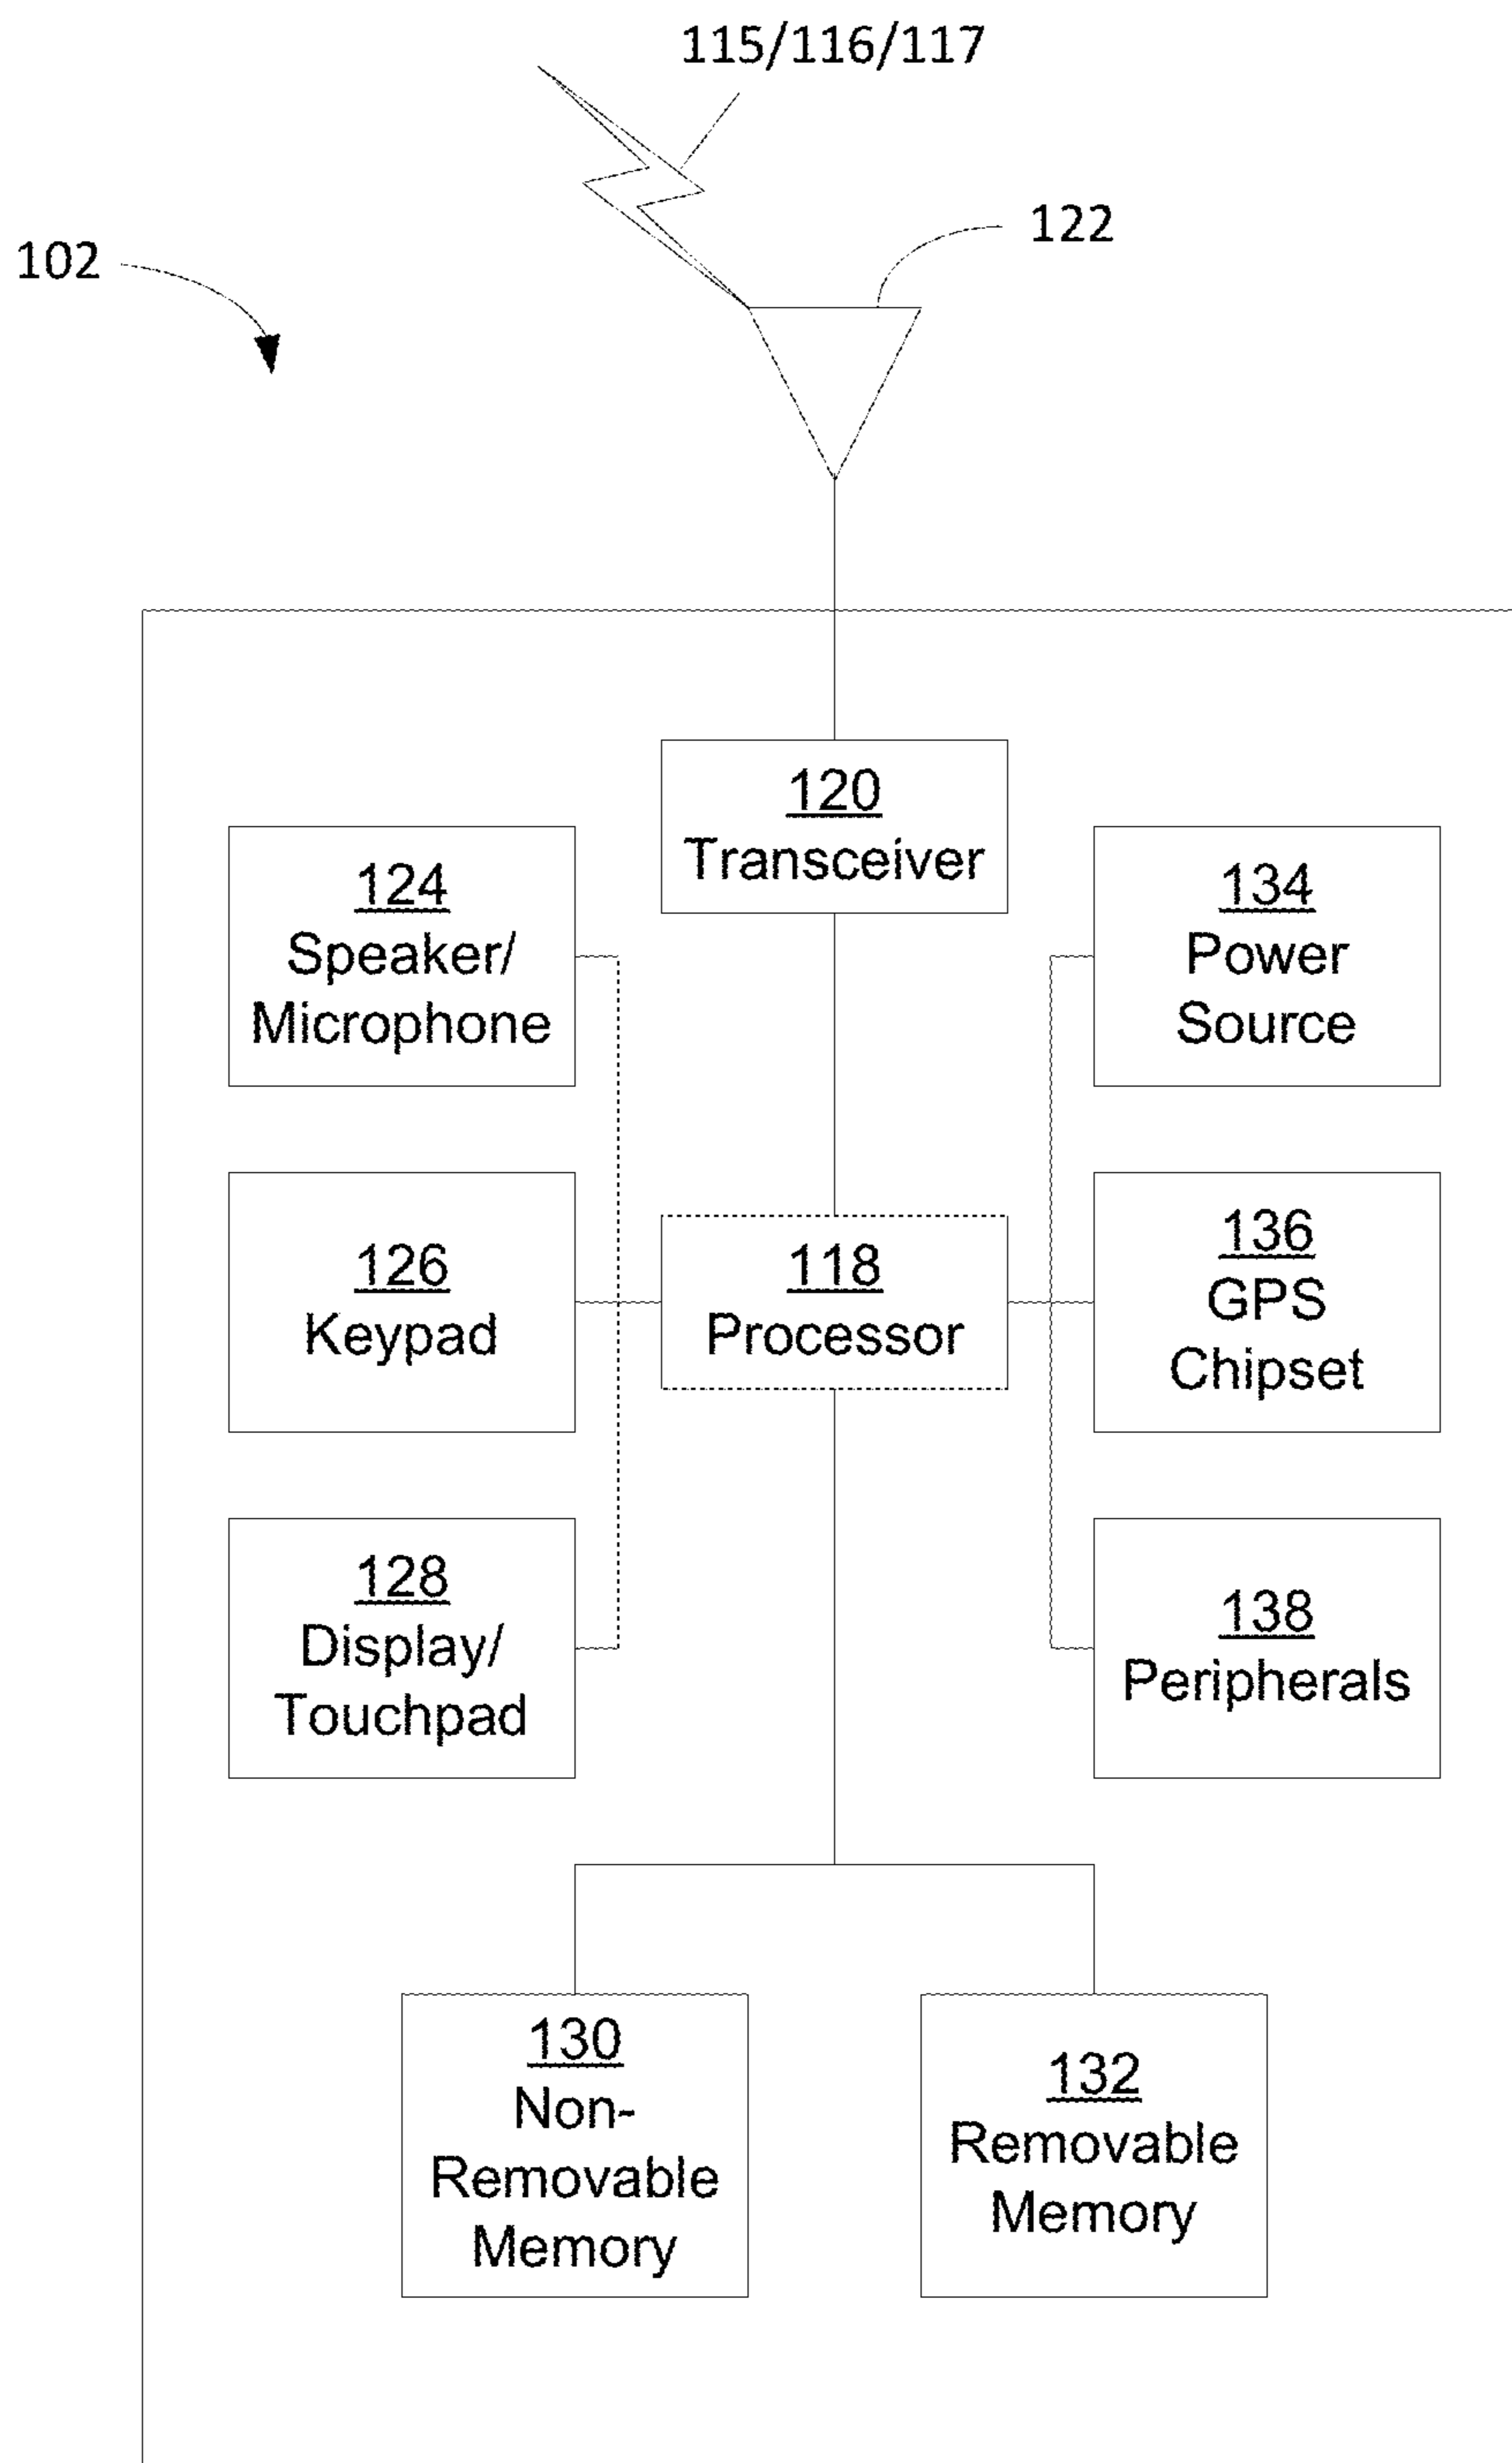 115/116/117
122
102
120
Transceiver
124
Speaker/
Microphone
134
Power
Source
126
Keypad
118
Processor
136
GPS
Chipset
128
Display/
Touchpad
138
Peripherals
130
Non-
Removable
Memory
132
Removable
Memory